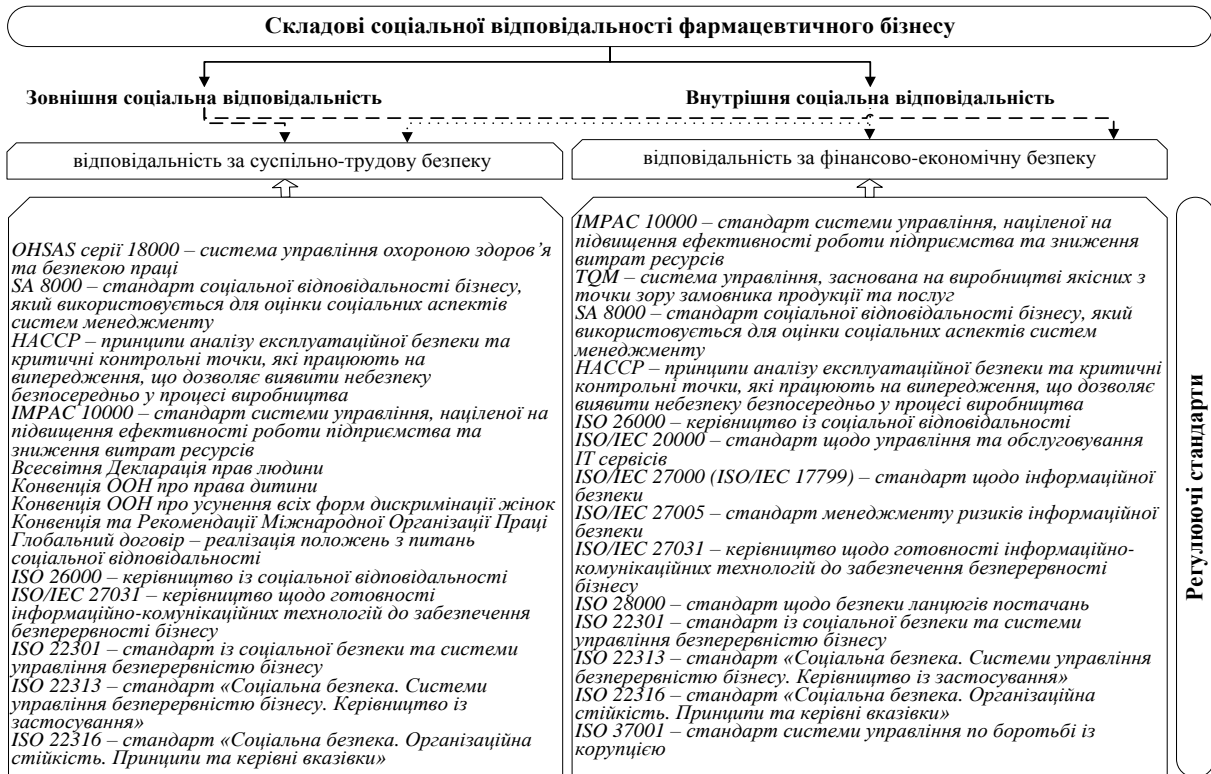 Складові соціальної відповідальності фармацевтичного бізнесу
Зовнішня соціальна відповідальність
Внутрішня соціальна відповідальність
відповідальність за суспільно-трудову безпеку
відповідальність за фінансово-економічну безпеку
OHSAS серії 18000 – система управління охороною здоров’я
та безпекою праці
SA 8000 – стандарт соціальної відповідальності бізнесу,
який використовується для оцінки соціальних аспектів
систем менеджменту
HACCP – принципи аналізу експлуатаційної безпеки та
критичні контрольні точки, які працюють на
випередження, що дозволяє виявити небезпеку
безпосередньо у процесі виробництва
IMPAC 10000 – стандарт системи управління, націленої на
підвищення ефективності роботи підприємства та
зниження витрат ресурсів
Всесвітня Декларація прав людини
Конвенція ООН про права дитини
Конвенція ООН про усунення всіх форм дискримінації жінок
Конвенція та Рекомендації Міжнародної Організації Праці
Глобальний договір – реалізація положень з питань
соціальної відповідальності
ISO 26000 – керівництво із соціальної відповідальності
ISO/IEC 27031 – керівництво щодо готовності
інформаційно-комунікаційних технологій до забезпечення
безперервності бізнесу
ISO 22301 – стандарт із соціальної безпеки та системи
управління безперервністю бізнесу
ISO 22313 – стандарт «Соціальна безпека. Системи
управління безперервністю бізнесу. Керівництво із
застосування»
ISO 22316 – стандарт «Соціальна безпека. Організаційна
стійкість. Принципи та керівні вказівки»
IMPAC 10000 – стандарт системи управління, націленої на
підвищення ефективності роботи підприємства та зниження
витрат ресурсів
TQM – система управління, заснована на виробництві якісних з
точки зору замовника продукції та послуг
SA 8000 – стандарт соціальної відповідальності бізнесу, який
використовується для оцінки соціальних аспектів систем
менеджменту
HACCP – принципи аналізу експлуатаційної безпеки та критичні
контрольні точки, які працюють на випередження, що дозволяє
виявити небезпеку безпосередньо у процесі виробництва
ISO 26000 – керівництво із соціальної відповідальності
ISO/IEC 20000 – стандарт щодо управління та обслуговування
ІТ сервісів
ISO/IEC 27000 (ISO/IEC 17799) – стандарт щодо інформаційної
безпеки
ISO/IEC 27005 – стандарт менеджменту ризиків інформаційної
безпеки
ISO/IEC 27031 – керівництво щодо готовності інформаційно-
комунікаційних технологій до забезпечення безперервності
бізнесу
ISO 28000 – стандарт щодо безпеки ланцюгів постачань
ISO 22301 – стандарт із соціальної безпеки та системи
управління безперервністю бізнесу
ISO 22313 – стандарт «Соціальна безпека. Системи управління
безперервністю бізнесу. Керівництво із застосування»
ISO 22316 – стандарт «Соціальна безпека. Організаційна
стійкість. Принципи та керівні вказівки»
ISO 37001 – стандарт системи управління по боротьбі із
корупцією
Регулюючі стандарти